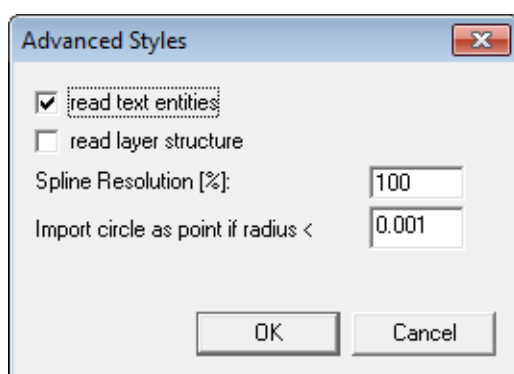 Advanced Styles
read text entities
read layer structure
Spline Resolution [%]: 100
Import circle as point if radius < 0.001
OK Cancel